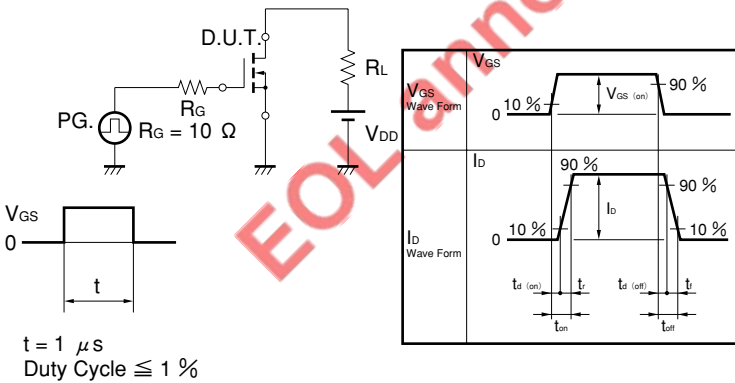 D.U.T.
RL
PG.
RG
RG = 10 Ω
VDD
VGS
0
t
t = 1 μs
Duty Cycle ≦ 1 %
VGS
Wave Form
VGS
10 %
0
VGS (on)
90 %
ID
Wave Form
ID
90 %
90 %
10 %
ID
10 %
0
td (on)
tr
td (off)
tf
ton
toff
EOL anno